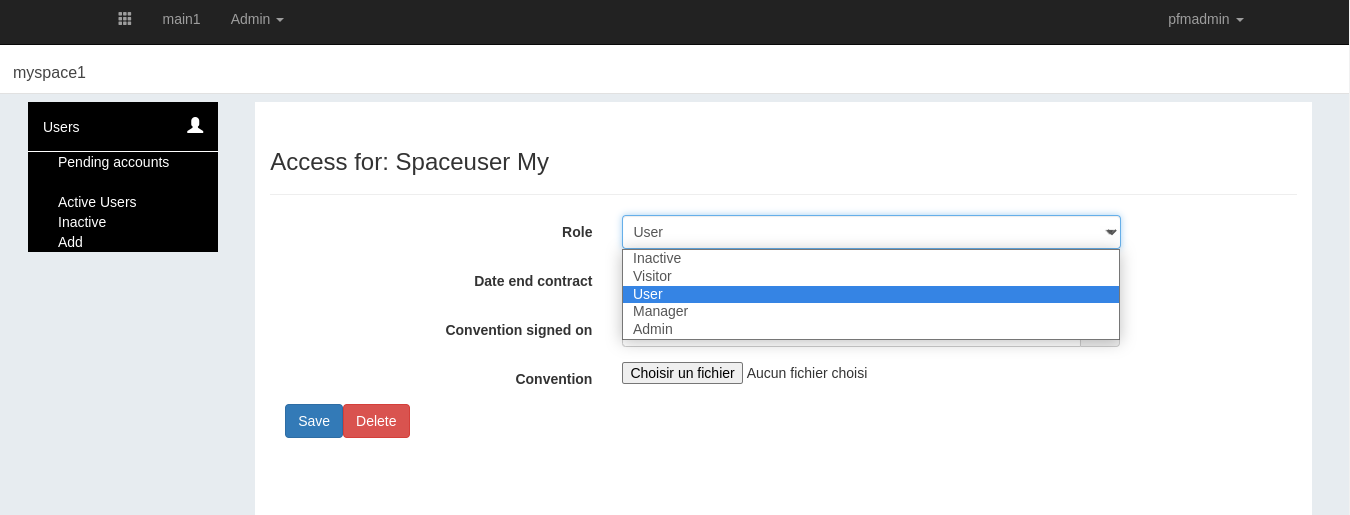 main1 Admin pfmadmin
myspace1
Users
Pending accounts
Active Users
Inactive
Add
Access for: Spaceuser My
Role User
Inactive
Visitor
User
Manager
Admin
Date end contract
Convention signed on
Convention Choisir un fichier Aucun fichier choisi
Save Delete